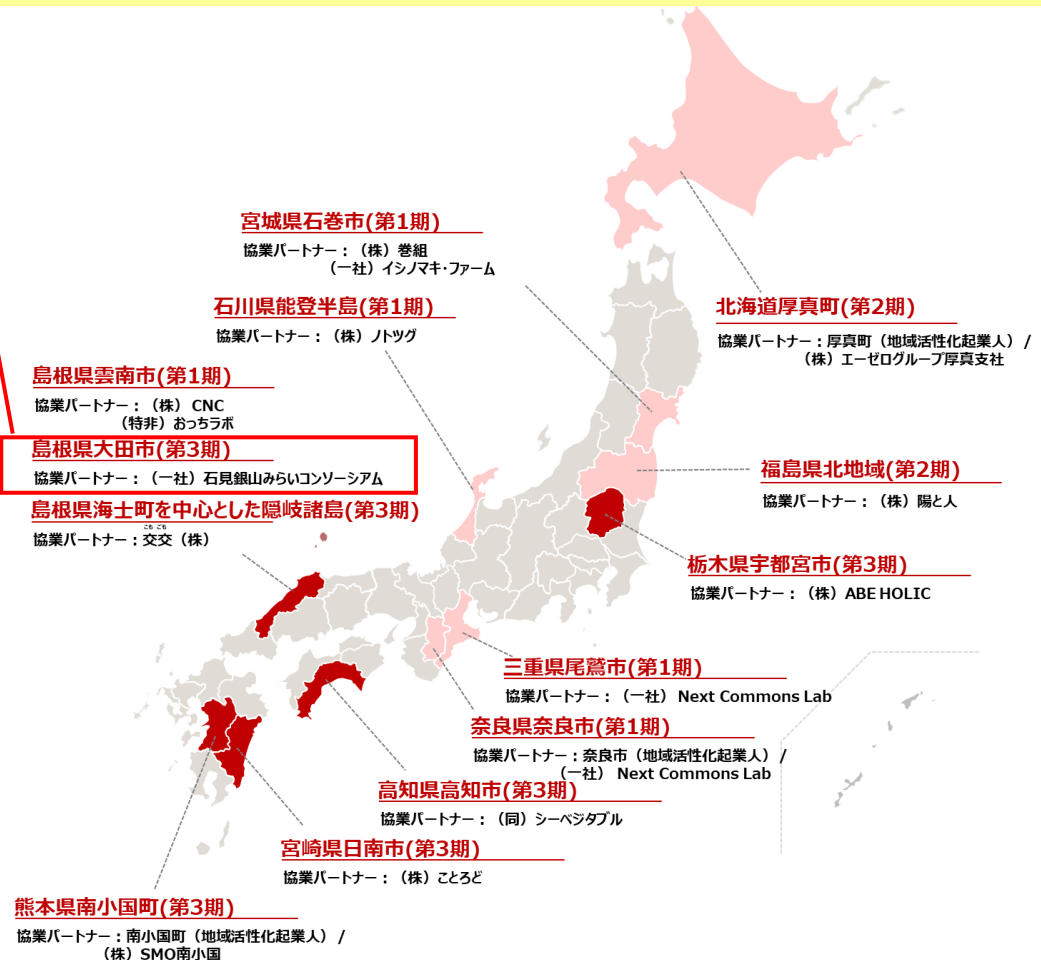 宮城県石巻市(第1期)
協業パートナー：（株）巻組
（一社）イシノマキ・ファーム
石川県能登半島(第1期)
協業パートナー：（株）ノトツグ
北海道厚真町(第2期)
協業パートナー：厚真町（地域活性化起業人）/
（株）エーゼログループ厚真支社
島根県雲南市(第1期)
協業パートナー：（株）CNC
（特非）おっちラボ
島根県大田市(第3期)
協業パートナー：（一社）石見銀山みらいコンソーシアム
島根県海士町を中心とした隠岐諸島(第3期)
こも ごも
協業パートナー：交交（株）
福島県北地域(第2期)
協業パートナー：（株）陽と人
栃木県宇都宮市(第3期)
協業パートナー：（株）ABE HOLIC
三重県尾鷲市(第1期)
協業パートナー：（一社）Next Commons Lab
奈良県奈良市(第1期)
協業パートナー：奈良市（地域活性化起業人）/
（一社）Next Commons Lab
高知県高知市(第3期)
協業パートナー：（同）シーベジタブル
宮崎県日南市(第3期)
協業パートナー：（株）ことろど
熊本県南小国町(第3期)
協業パートナー：南小国町（地域活性化起業人）/
（株）SMO南小国